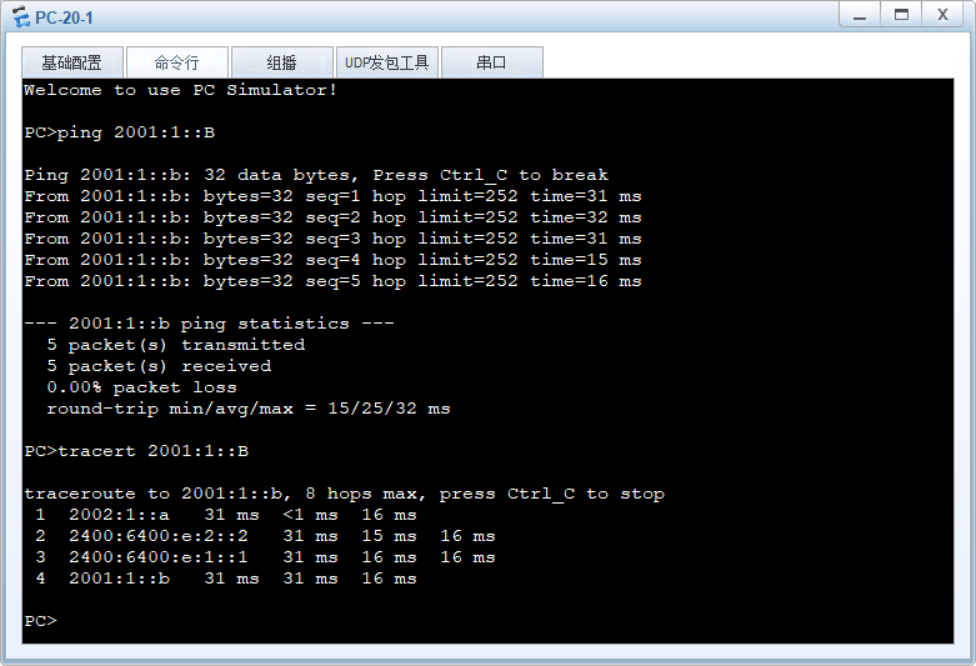 PC-20-1
基础配置 命令行 组播 UDP发包工具 串口
Welcome to use PC Simulator!
PC>ping 2001:1::B
Ping 2001:1::b: 32 data bytes, Press Ctrl_C to break
From 2001:1::b: bytes=32 seq=1 hop limit=252 time=31 ms
From 2001:1::b: bytes=32 seq=2 hop limit=252 time=32 ms
From 2001:1::b: bytes=32 seq=3 hop limit=252 time=31 ms
From 2001:1::b: bytes=32 seq=4 hop limit=252 time=15 ms
From 2001:1::b: bytes=32 seq=5 hop limit=252 time=16 ms
--- 2001:1::b ping statistics ---
5 packet(s) transmitted
5 packet(s) received
0.00% packet loss
round-trip min/avg/max = 15/25/32 ms
PC>tracert 2001:1::B
traceroute to 2001:1::b, 8 hops max, press Ctrl_C to stop
1 2002:1::a 31 ms <1 ms 16 ms
2 2400:6400:e:2::2 31 ms 15 ms 16 ms
3 2400:6400:e:1::1 31 ms 16 ms 16 ms
4 2001:1::b 31 ms 31 ms 16 ms
PC>